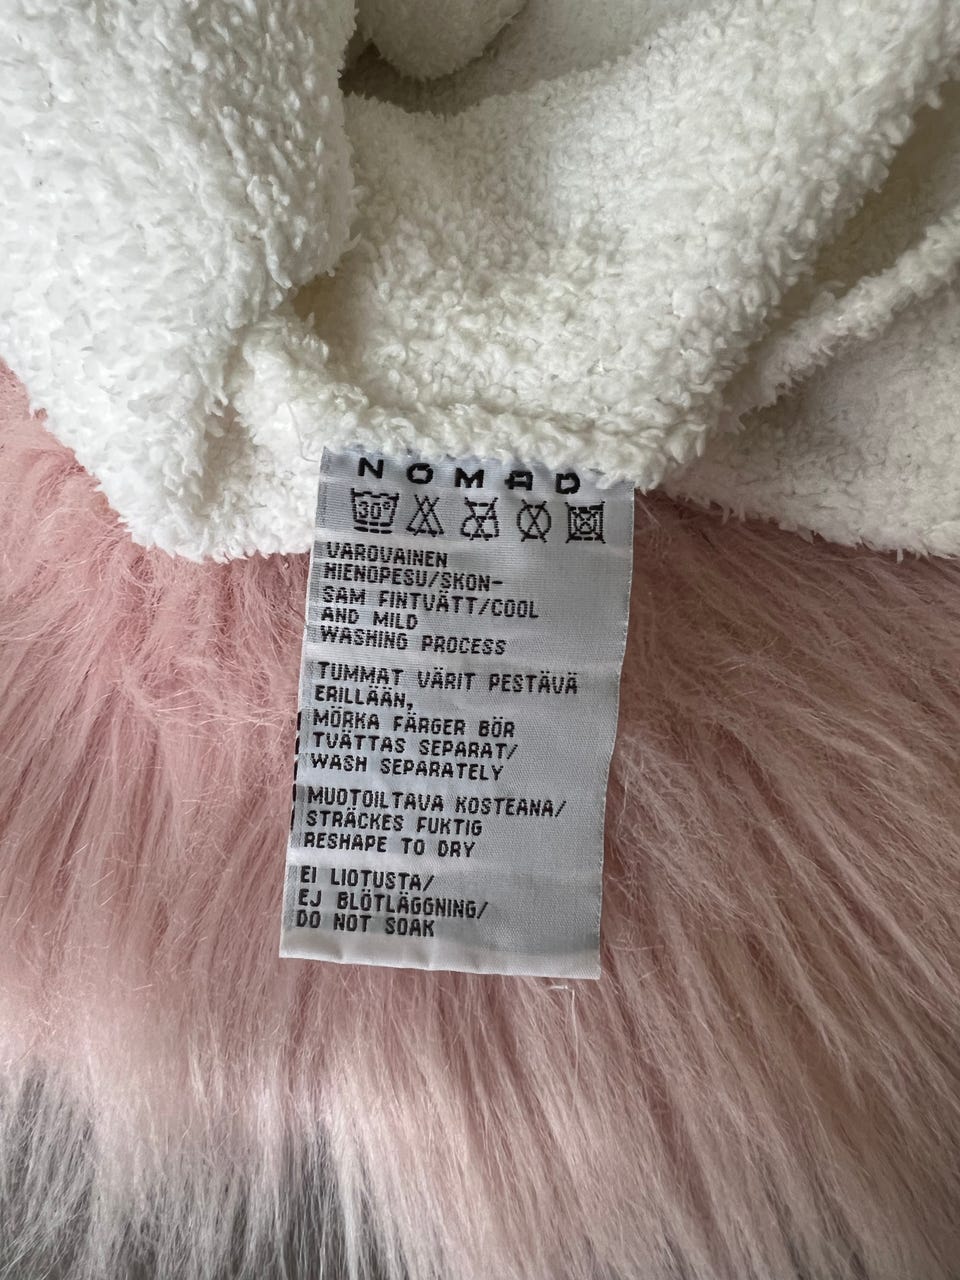 NOMAD
30°
VAROVAINEN
HIENOPESU/SKON-
SAM FINTVÄTT/COOL
AND MILD
WASHING PROCESS
TUMMAT VÄRIT PESTÄVÄ
ERILLÄÄN,
MÖRKA FÄRGER BÖR
TVÄTTAS SEPARAT/
WASH SEPARATELY
MUOTOILTAVA KOSTEANA/
STRÄCKES FUKTIG
RESHAPE TO DRY
EI LIOTUSTA/
EJ BLÖTLÄGGNING/
DO NOT SOAK